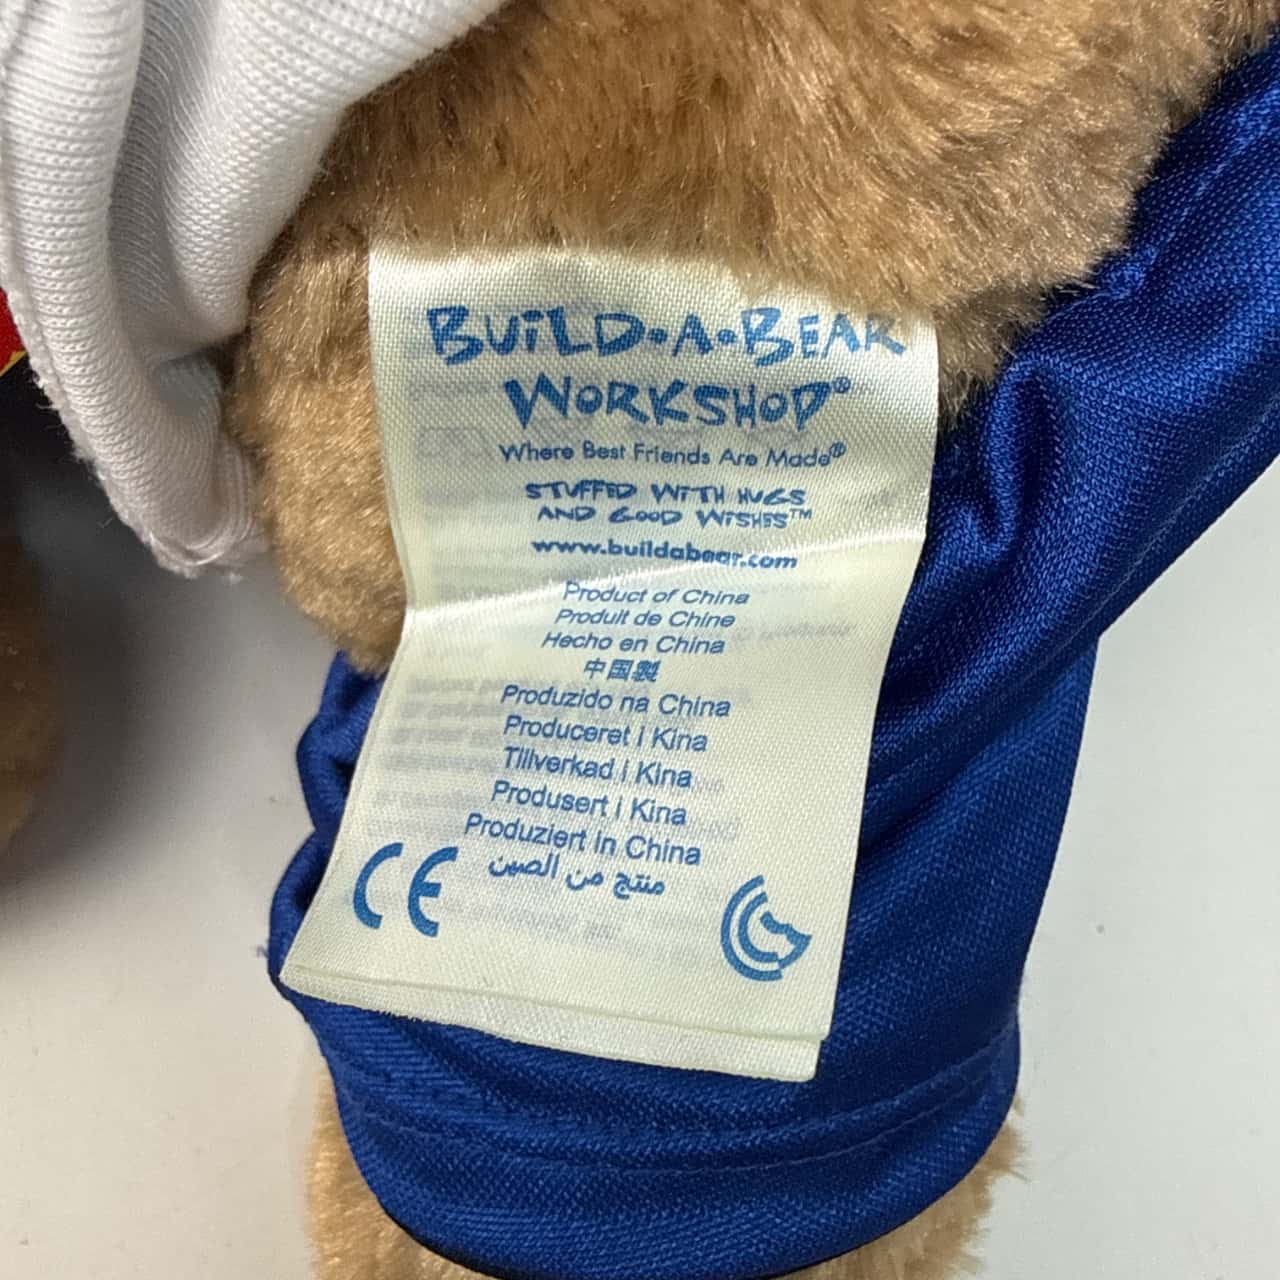 BUILD•A•BEAR
WORKSHOP®
Where Best Friends Are Made®
STUFFED WITH HUGS
AND GOOD WISHES™
www.buildabear.com
Product of China
Produit de Chine
Hecho en China
中国製
Produzido na China
Produceret i Kina
Tillverkad i Kina
Produsert i Kina
Produziert in China
منتج من الصين
CE